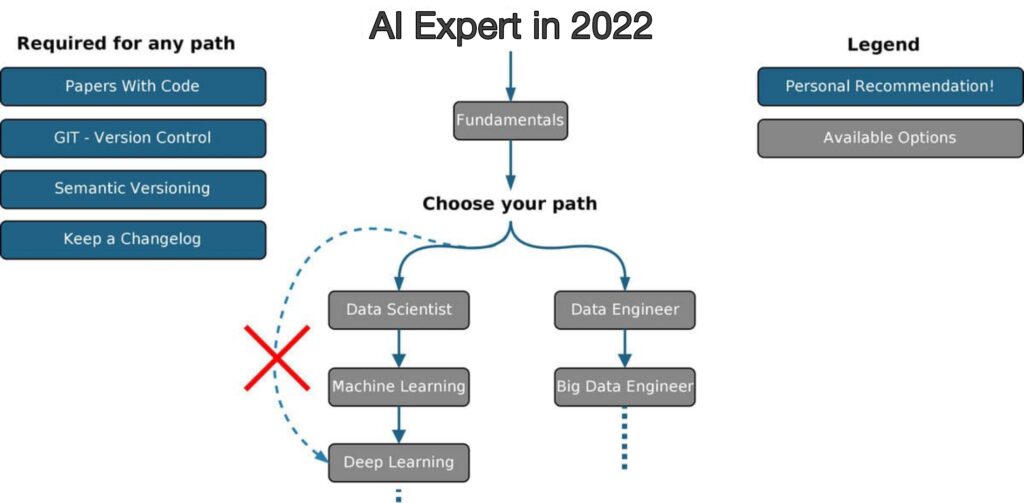 AI Expert in 2022
Required for any path
Papers With Code
GIT - Version Control
Semantic Versioning
Keep a Changelog
Legend
Personal Recommendation!
Available Options
Fundamentals
Choose your path
Data Scientist
Data Engineer
Machine Learning
Big Data Engineer
Deep Learning